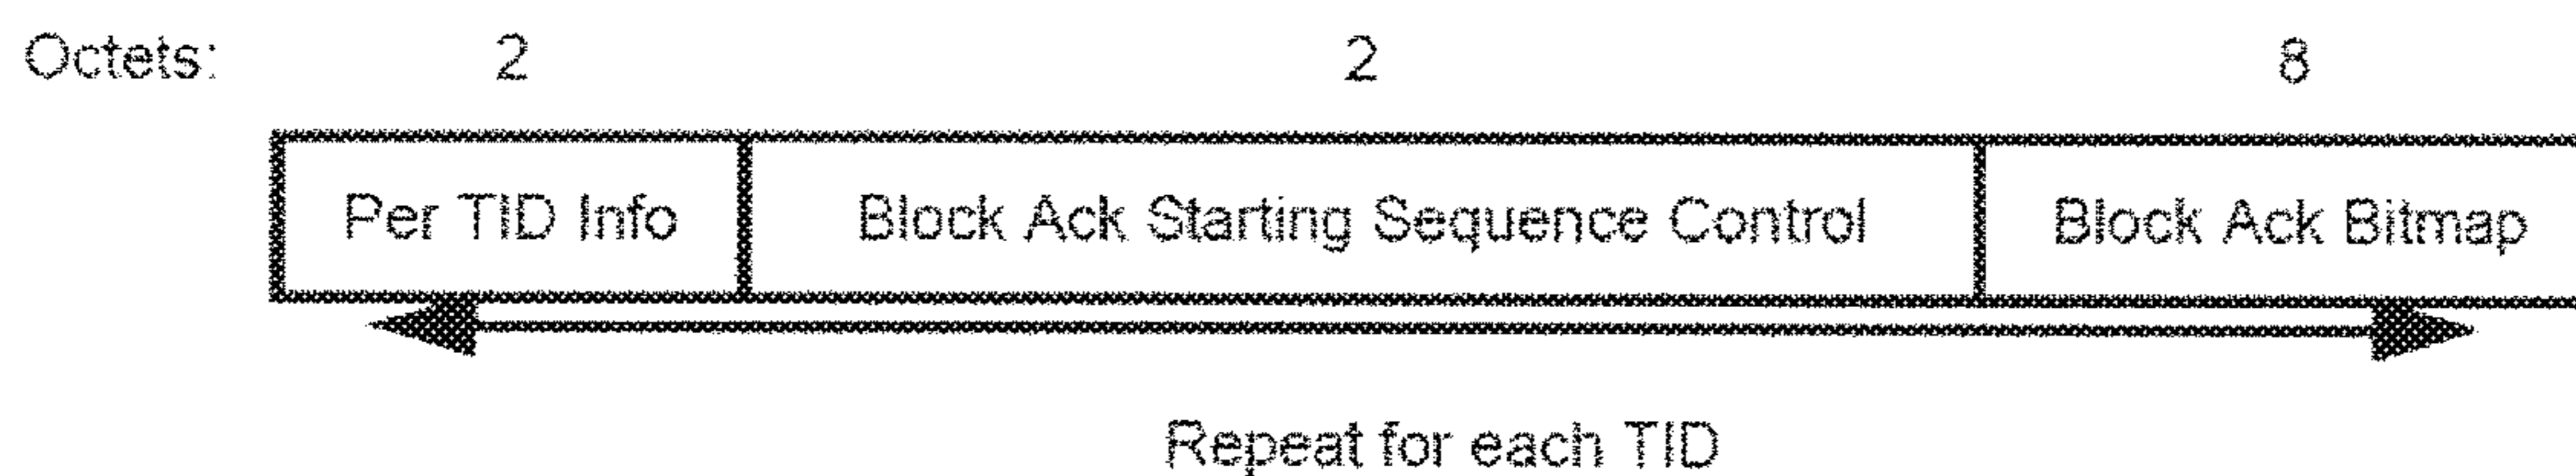 Octets: 2 2 8
Per TID Info Block Ack Starting Sequence Control Block Ack Bitmap
Repeat for each TID